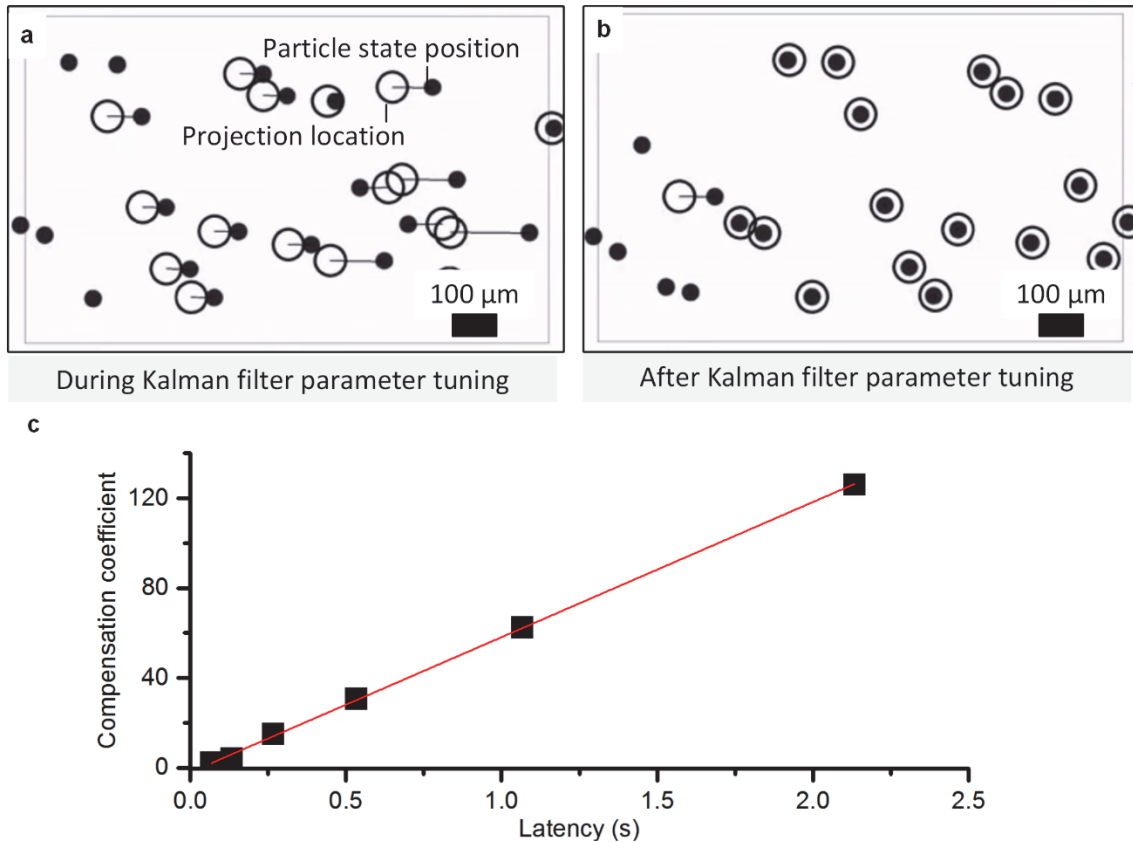 a
Particle state position
Projection location
100 μm
During Kalman filter parameter tuning
b
100 μm
After Kalman filter parameter tuning
c
Compensation coefficient
120
80
40
0
0.0 0.5 1.0 1.5 2.0 2.5
Latency (s)